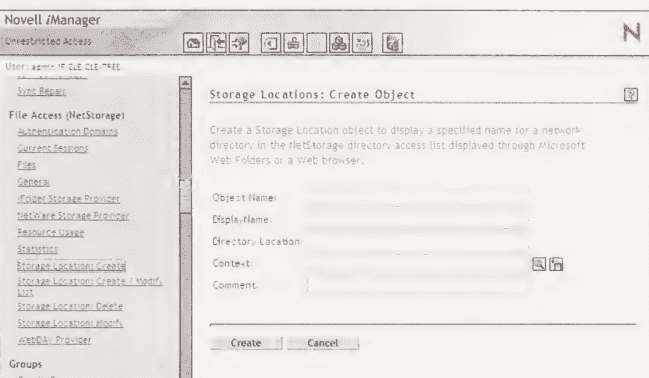 Novell iManager
Unrestricted Access
N
User:
Sync Repair
File Access (NetStorage)
Authentication Domains
Current Sessions
Files
General
iFolder Storage Provider
NetWare Storage Provider
Resource Usage
Statistics
Storage Location: Create
Storage Location: Create / Modify
List
Storage Location: Delete
Storage Location: Modify
WebDAV Provider
Groups
Storage Locations: Create Object
?
Create a Storage Location object to display a specified name for a network
directory in the NetStorage directory access list displayed through Microsoft
Web Folders or a Web browser.
Object Name:
DisplayName:
Directory Location:
Context:
Comment:
Create Cancel